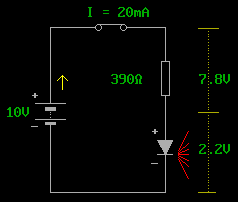 I = 20mA
390Ω
7.8V
+
10V
−
+
−
2.2V